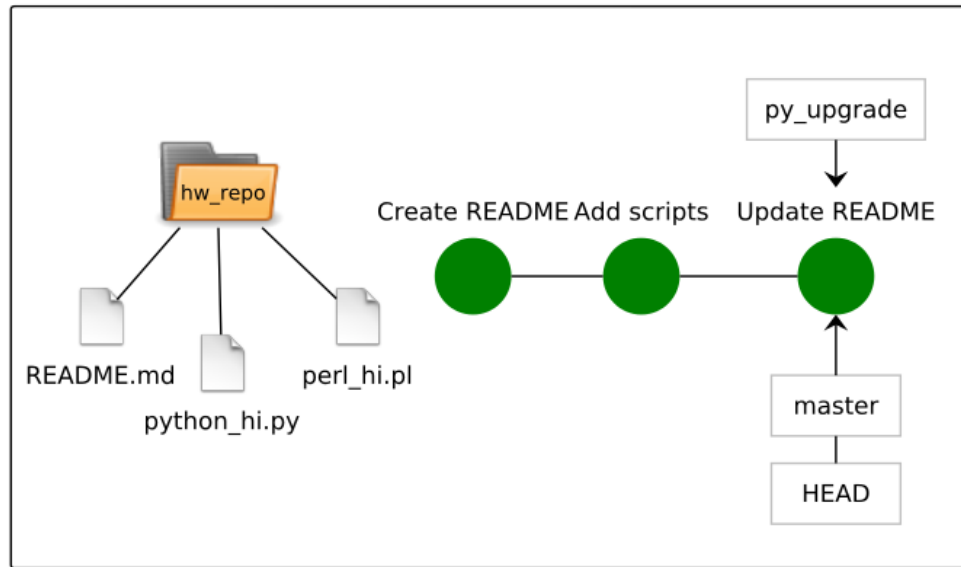 hw_repo
README.md
python_hi.py
perl_hi.pl
py_upgrade
Create README
Add scripts
Update README
master
HEAD